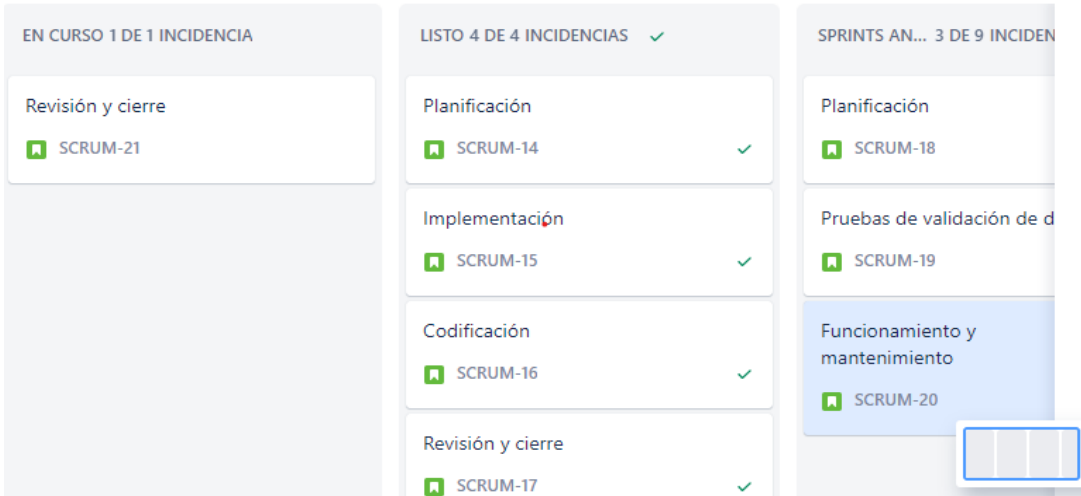 EN CURSO 1 DE 1 INCIDENCIA
Revisión y cierre
SCRUM-21
LISTO 4 DE 4 INCIDENCIAS
Planificación
SCRUM-14
Implementación
SCRUM-15
Codificación
SCRUM-16
Revisión y cierre
SCRUM-17
SPRINTS AN... 3 DE 9 INCIDEN
Planificación
SCRUM-18
Pruebas de validación de d
SCRUM-19
Funcionamiento y
mantenimiento
SCRUM-20